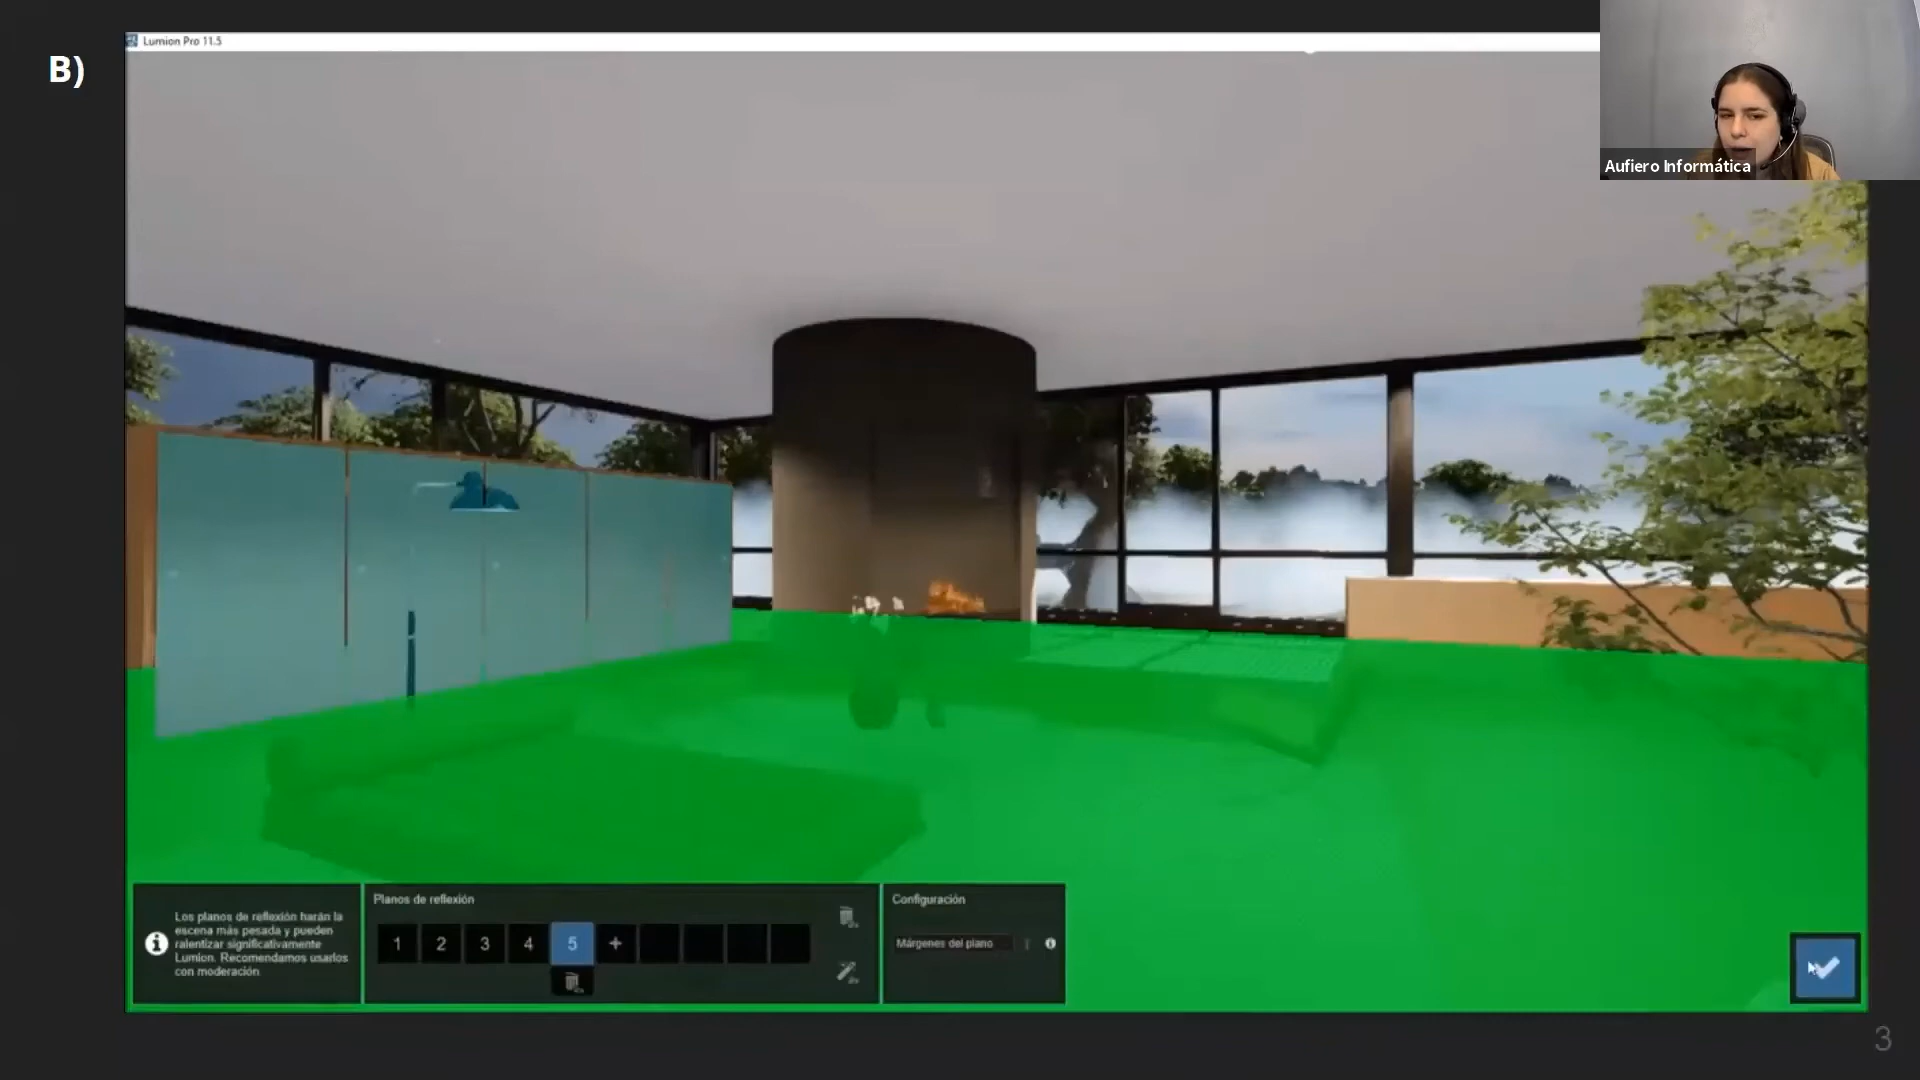 Lumion Pro 11.5
B)
Aufiero Informática
Planos de reflexión
Configuración
Los planos de reflexión harán la
escena más pesada y pueden
ralentizar significativamente
Lumion. Recomendamos usarlos
con moderación
1 2 3 4 5 +
Márgenes del plano
3